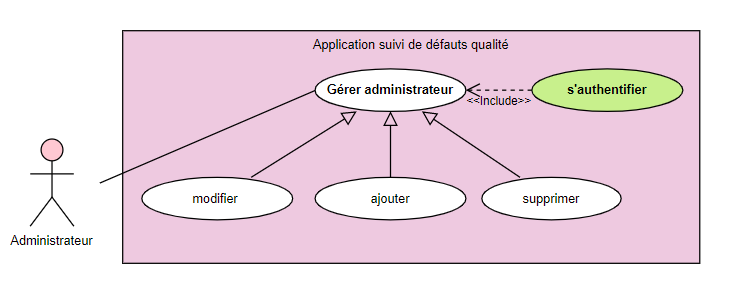 Application suivi de défauts qualité
Gérer administrateur
s'authentifier
<<Include>>
modifier
ajouter
supprimer
Administrateur